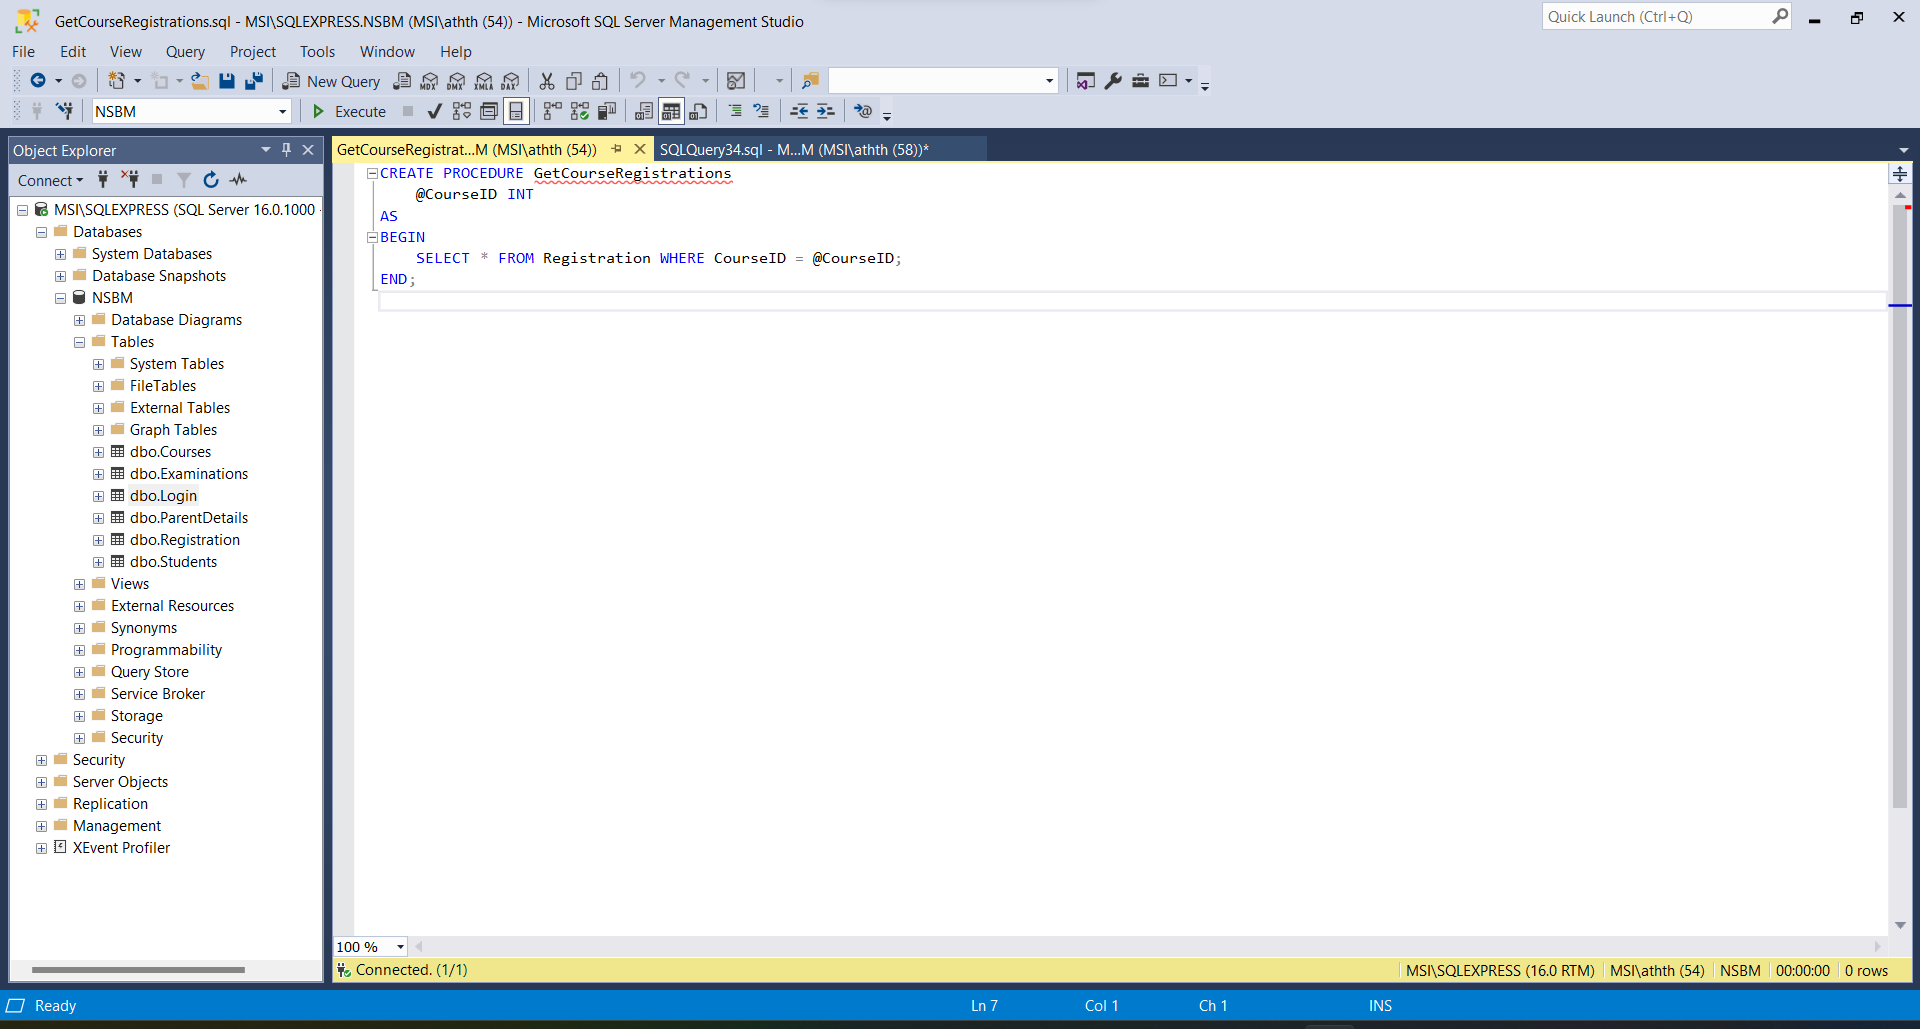 GetCourseRegistrations.sql - MSI\SQLEXPRESS.NSBM (MSI\athth (54)) - Microsoft SQL Server Management Studio
Quick Launch (Ctrl+Q)
File Edit View Query Project Tools Window Help
New Query MDX DMX XMLA DAX
NSBM Execute
Object Explorer
Connect
MSI\SQLEXPRESS (SQL Server 16.0.1000 -
Databases
System Databases
Database Snapshots
NSBM
Database Diagrams
Tables
System Tables
FileTables
External Tables
Graph Tables
dbo.Courses
dbo.Examinations
dbo.Login
dbo.ParentDetails
dbo.Registration
dbo.Students
Views
External Resources
Synonyms
Programmability
Query Store
Service Broker
Storage
Security
Security
Server Objects
Replication
Management
XEvent Profiler
GetCourseRegistrat...M (MSI\athth (54)) SQLQuery34.sql - M...M (MSI\athth (58))*
CREATE PROCEDURE GetCourseRegistrations
@CourseID INT
AS
BEGIN
SELECT * FROM Registration WHERE CourseID = @CourseID;
END;
100 %
Connected. (1/1) MSI\SQLEXPRESS (16.0 RTM) MSI\athth (54) NSBM 00:00:00 0 rows
Ready Ln 7 Col 1 Ch 1 INS